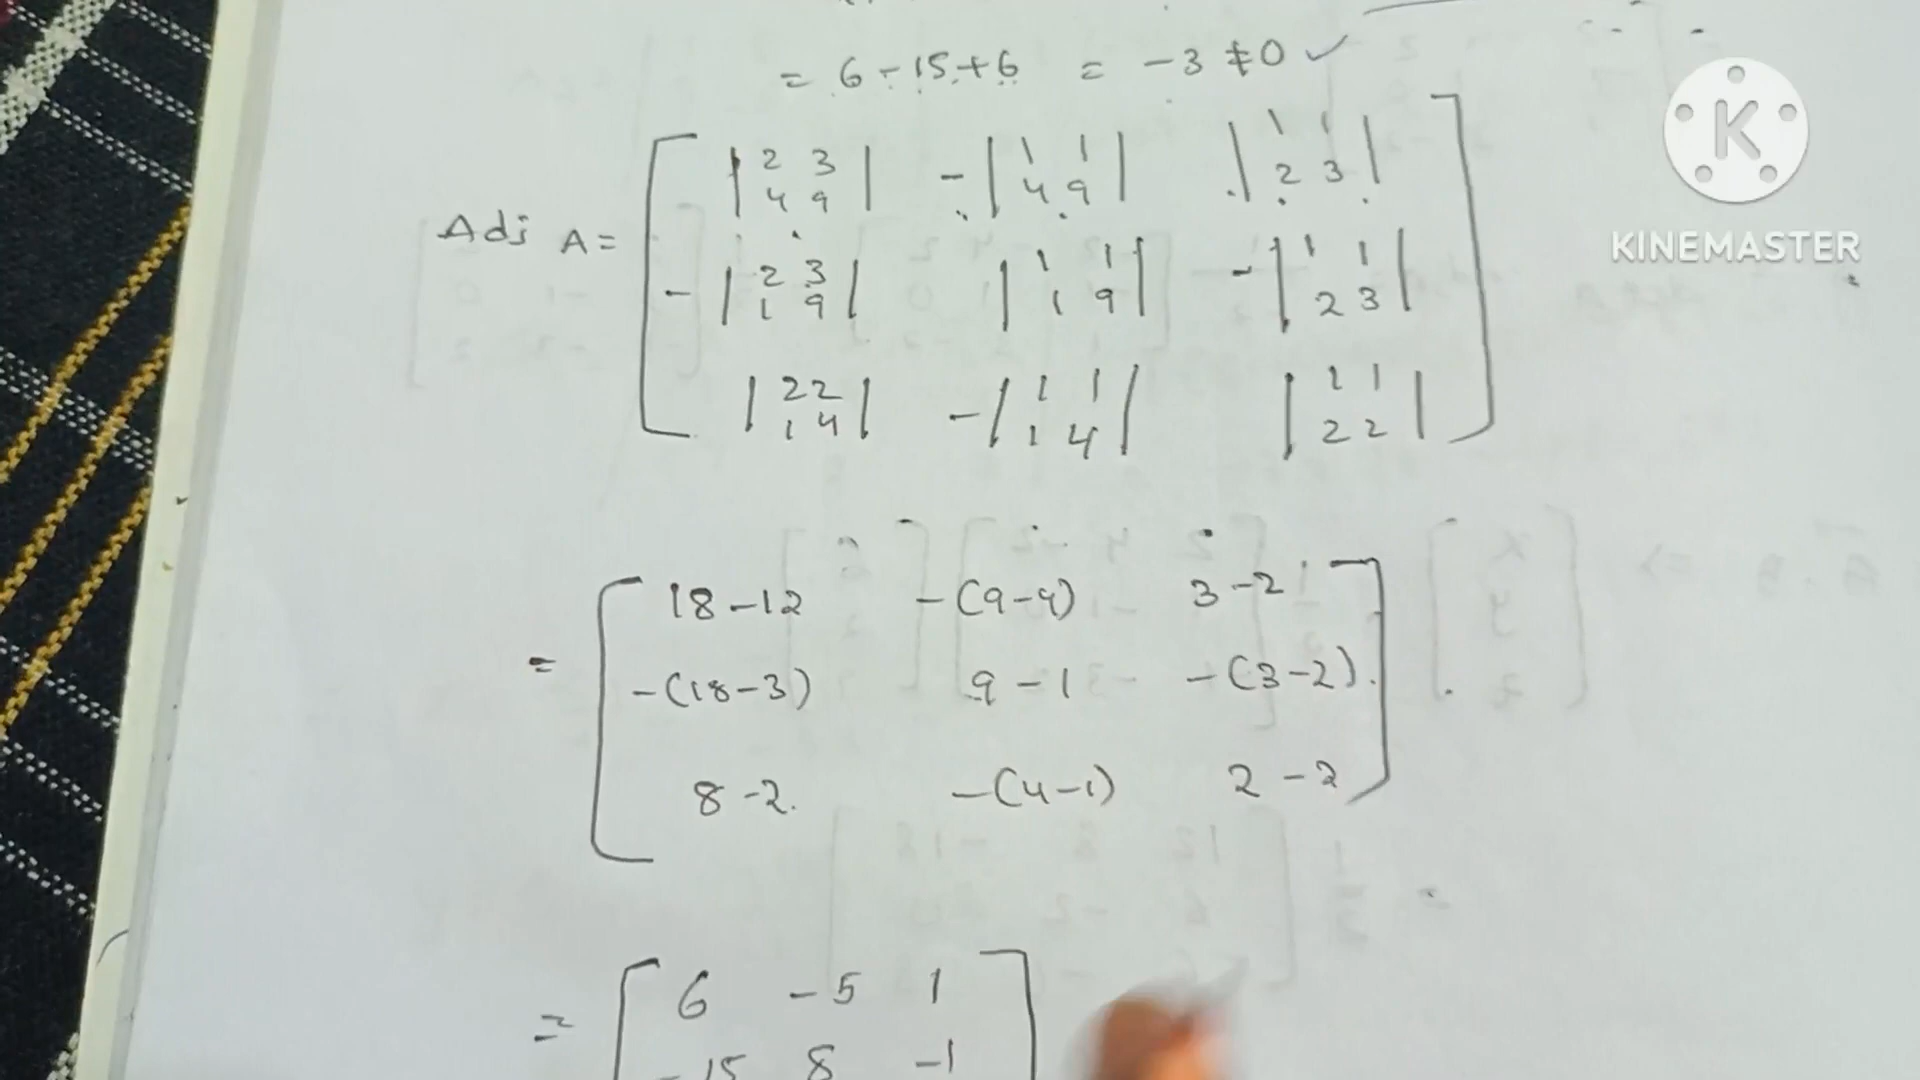 = 6 - 15 + 6 = -3 ≠ 0 ✓
KINEMASTER
Adj A = [ |2 3; 4 9| -|1 1; 4 9| |1 1; 2 3|
-|2 3; 1 9| |1 1; 1 9| -|1 1; 2 3|
|2 2; 1 4| -|1 1; 1 4| |1 1; 2 2| ]
= [ 18-12 -(9-4) 3-2
-(18-3) 9-1 -(3-2)
8-2 -(4-1) 2-2 ]
= [ 6 -5 1
-15 8 -1